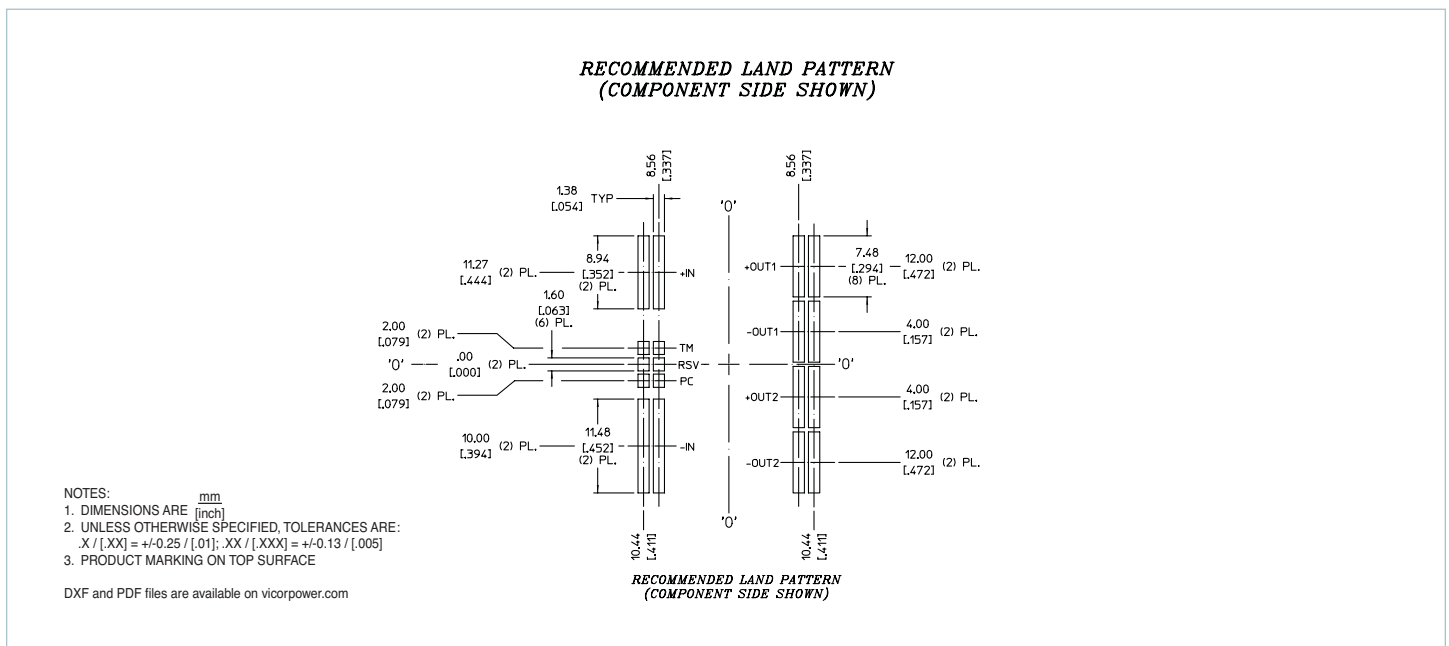 RECOMMENDED LAND PATTERN
(COMPONENT SIDE SHOWN)
8.56
[.337]
8.56
[.337]
1.38
[.054]
TYP
'0'
'0'
11.27
[.444]
(2) PL.
8.94
[.352]
(2) PL.
+IN
+OUT1
7.48
[.294]
(8) PL.
12.00
[.472]
(2) PL.
1.60
[.063]
(6) PL.
2.00
[.079]
(2) PL.
TM
-OUT1
4.00
[.157]
(2) PL.
'0'
.00
[.000]
(2) PL.
RSV
'0'
2.00
[.079]
(2) PL.
PC
+OUT2
4.00
[.157]
(2) PL.
10.00
[.394]
(2) PL.
11.48
[.452]
(2) PL.
-IN
-OUT2
12.00
[.472]
(2) PL.
'0'
10.44
[.411]
10.44
[.411]
RECOMMENDED LAND PATTERN
(COMPONENT SIDE SHOWN)
NOTES:
1. DIMENSIONS ARE mm
[inch]
2. UNLESS OTHERWISE SPECIFIED, TOLERANCES ARE:
.X / [.XX] = +/-0.25 / [.01]; .XX / [.XXX] = +/-0.13 / [.005]
3. PRODUCT MARKING ON TOP SURFACE
DXF and PDF files are available on vicorpower.com